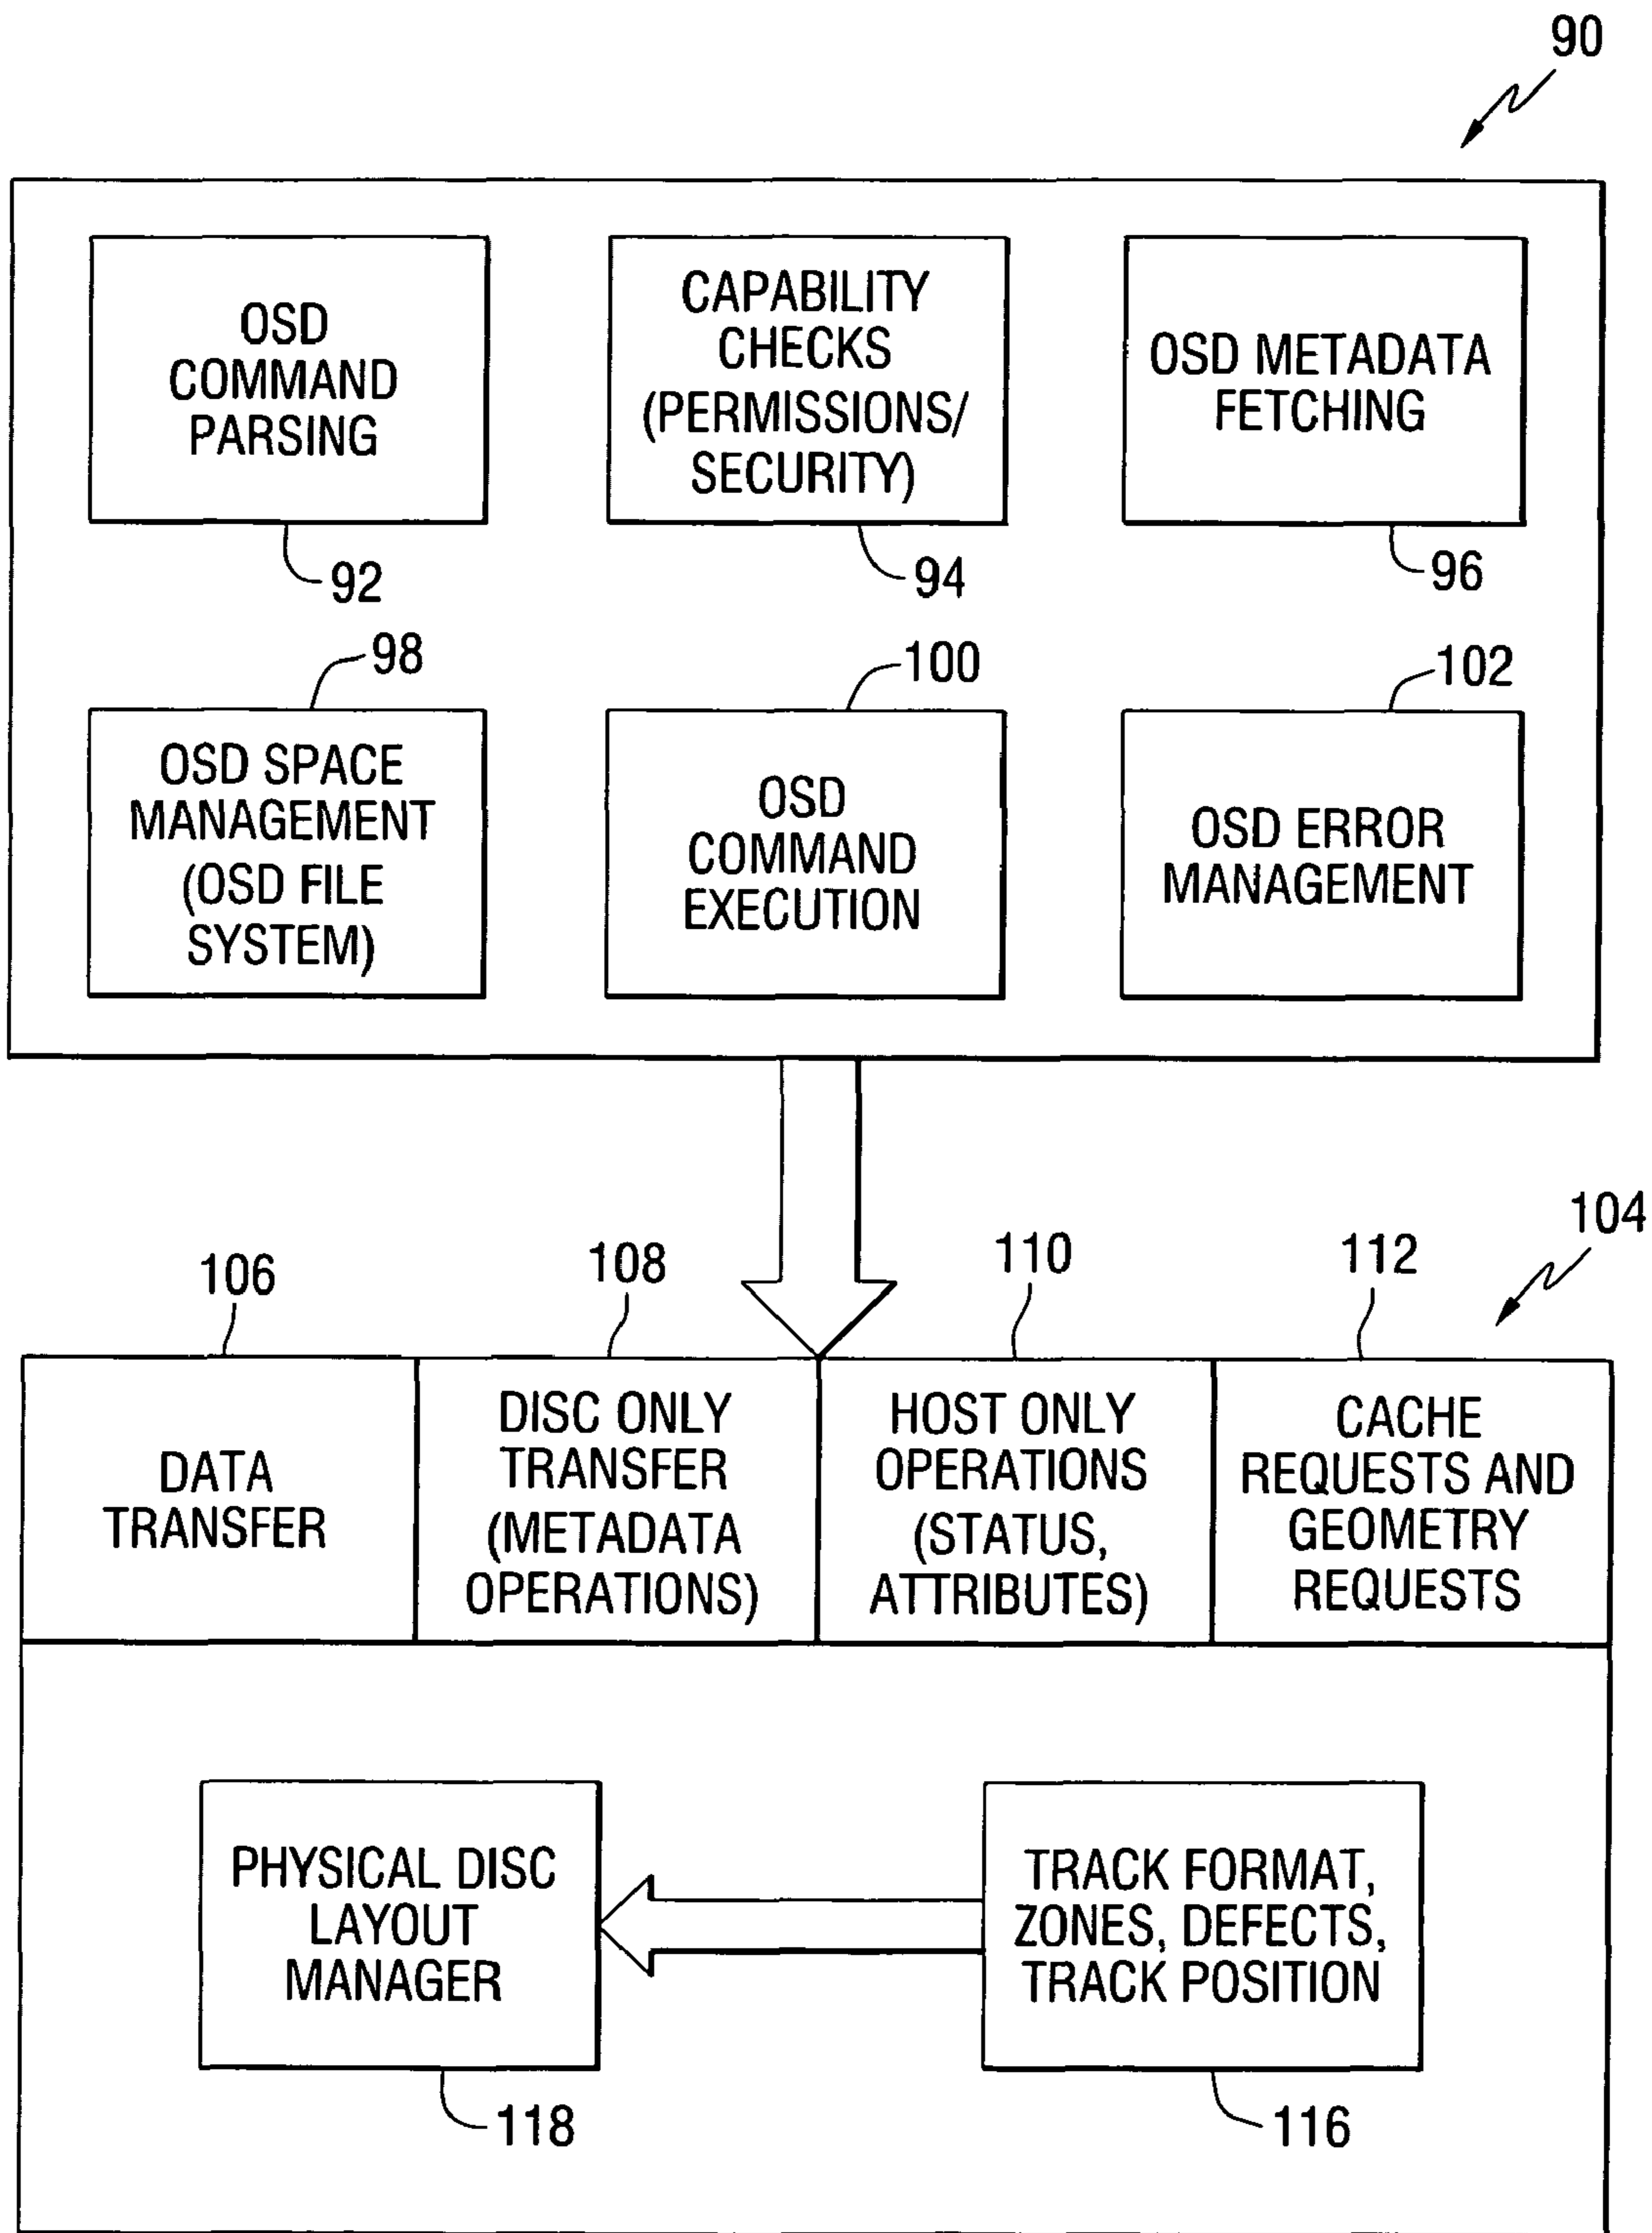 90
OSD
COMMAND
PARSING
92
CAPABILITY
CHECKS
(PERMISSIONS/
SECURITY)
94
OSD METADATA
FETCHING
96
98
OSD SPACE
MANAGEMENT
(OSD FILE
SYSTEM)
100
OSD
COMMAND
EXECUTION
102
OSD ERROR
MANAGEMENT
104
106
DATA
TRANSFER
108
DISC ONLY
TRANSFER
(METADATA
OPERATIONS)
110
HOST ONLY
OPERATIONS
(STATUS,
ATTRIBUTES)
112
CACHE
REQUESTS AND
GEOMETRY
REQUESTS
PHYSICAL DISC
LAYOUT
MANAGER
118
TRACK FORMAT,
ZONES, DEFECTS,
TRACK POSITION
116